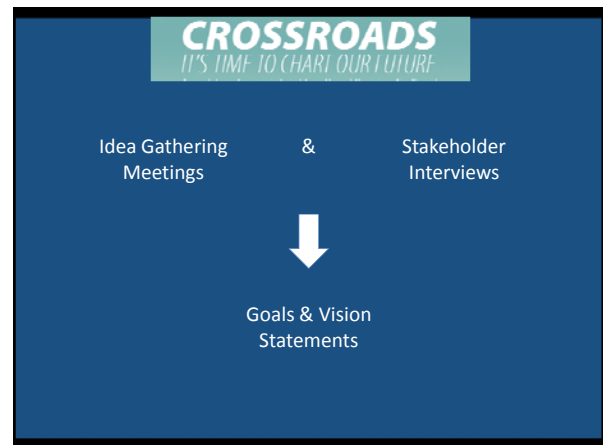 CROSSROADS
IT'S TIME TO CHART OUR FUTURE
Idea Gathering
Meetings
&
Stakeholder
Interviews
Goals & Vision
Statements